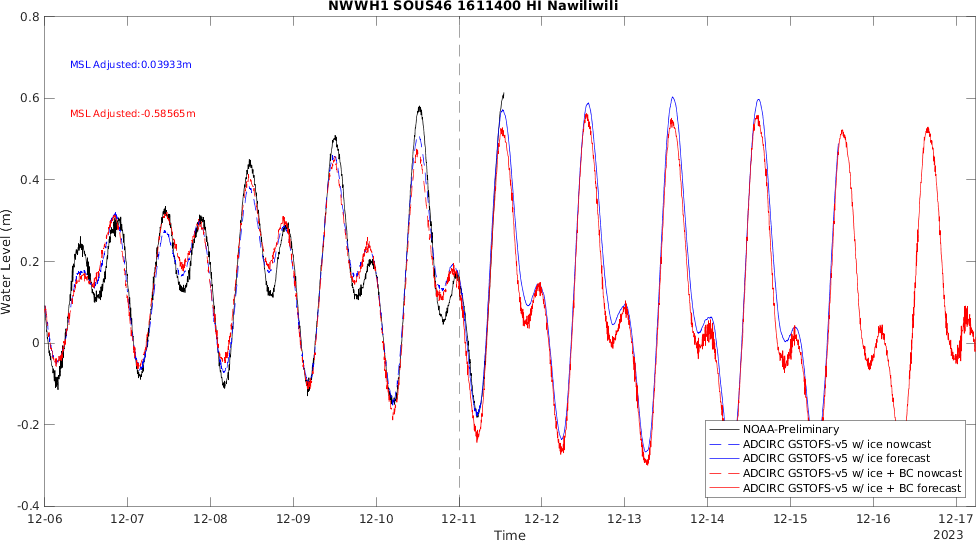 NWWH1 SOUS46 1611400 HI Nawiliwili
0.8
0.6
0.4
0.2
0
-0.2
-0.4
Water Level (m)
MSL Adjusted:0.03933m
MSL Adjusted:-0.58565m
NOAA-Preliminary
ADCIRC GSTOFS-v5 w/ ice nowcast
ADCIRC GSTOFS-v5 w/ ice forecast
ADCIRC GSTOFS-v5 w/ ice + BC nowcast
ADCIRC GSTOFS-v5 w/ ice + BC forecast
12-06 12-07 12-08 12-09 12-10 12-11 12-12 12-13 12-14 12-15 12-16 12-17
Time
2023